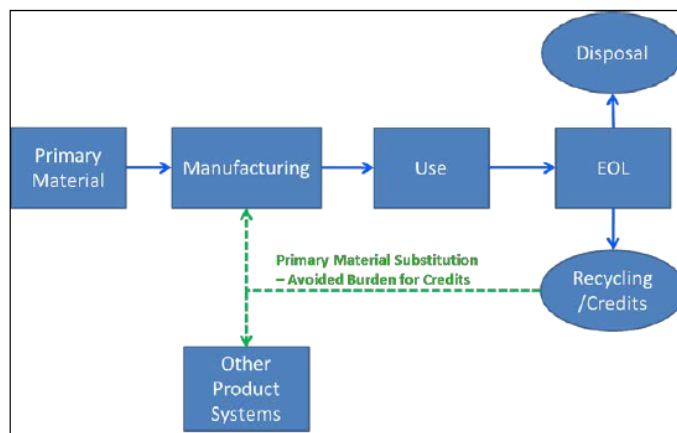 Disposal
Primary
Material
Manufacturing
Use
EOL
Primary Material Substitution
– Avoided Burden for Credits
Recycling
/Credits
Other
Product
Systems